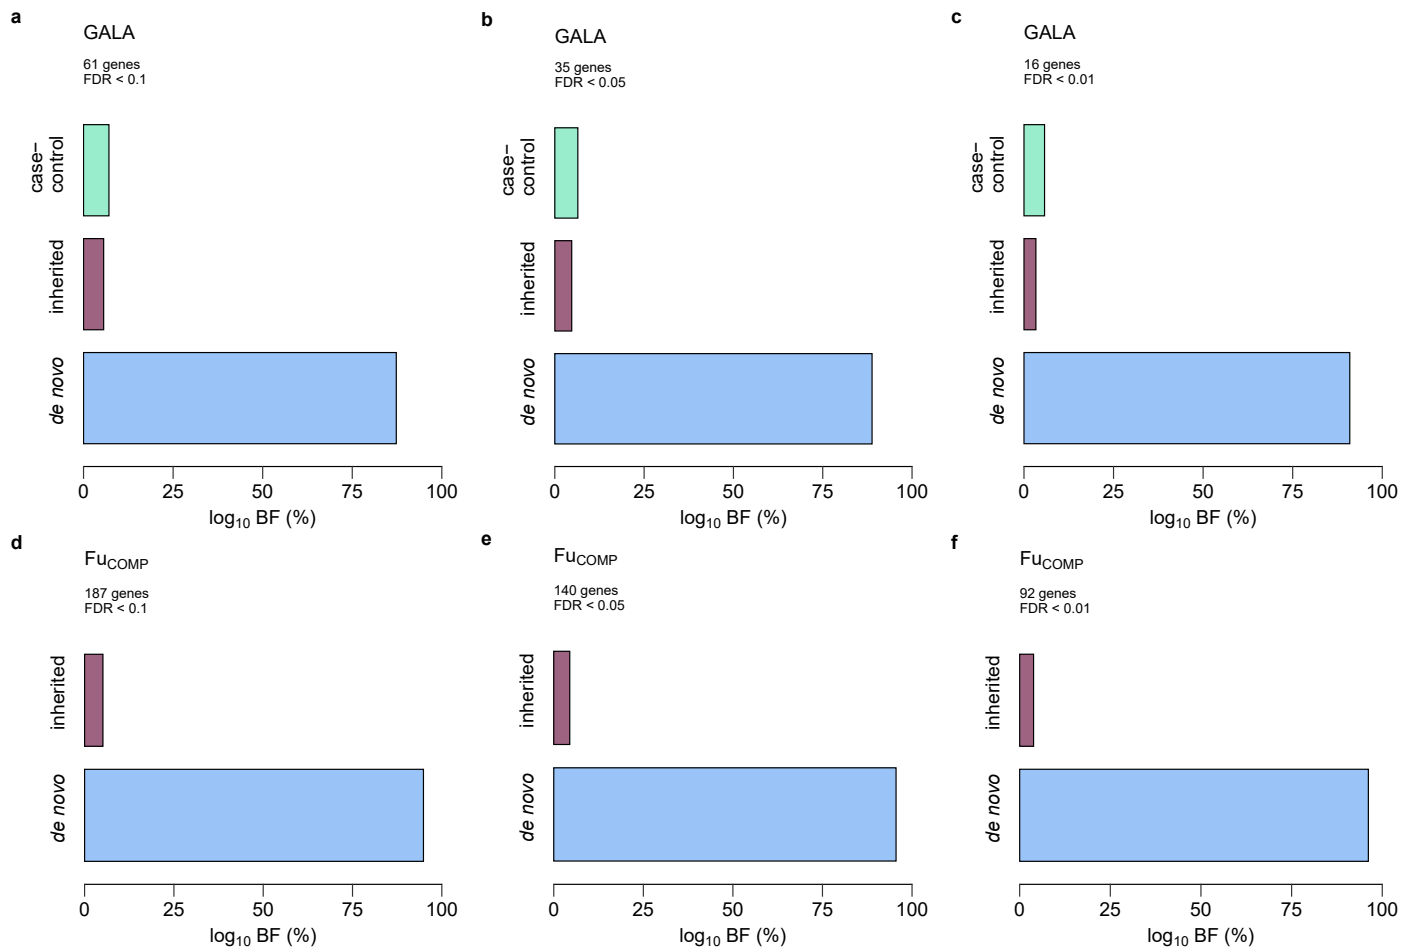 a
GALA
61 genes
FDR < 0.1
case–
control
inherited
de novo
0 25 50 75 100
log10 BF (%)
b
GALA
35 genes
FDR < 0.05
case–
control
inherited
de novo
0 25 50 75 100
log10 BF (%)
c
GALA
16 genes
FDR < 0.01
case–
control
inherited
de novo
0 25 50 75 100
log10 BF (%)
d
FuCOMP
187 genes
FDR < 0.1
inherited
de novo
0 25 50 75 100
log10 BF (%)
e
FuCOMP
140 genes
FDR < 0.05
inherited
de novo
0 25 50 75 100
log10 BF (%)
f
FuCOMP
92 genes
FDR < 0.01
inherited
de novo
0 25 50 75 100
log10 BF (%)